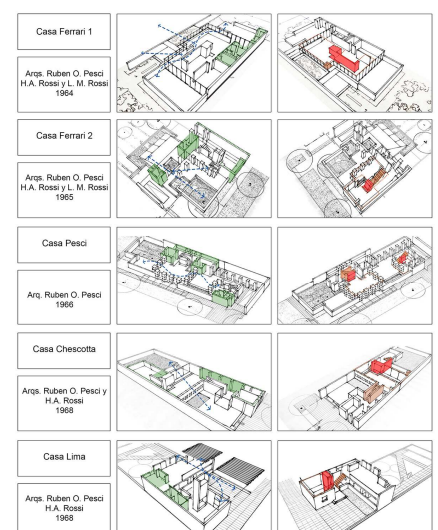 Casa Ferrari 1
Arqs. Ruben O. Pesci
H.A. Rossi y L. M. Rossi
1964
Casa Ferrari 2
Arqs. Ruben O. Pesci
H.A. Rossi y L. M. Rossi
1965
Casa Pesci
Arq. Ruben O. Pesci
1966
Casa Chescotta
Arqs. Ruben O. Pesci y
H.A. Rossi
1968
Casa Lima
Arqs. Ruben O. Pesci
H.A. Rossi
1968